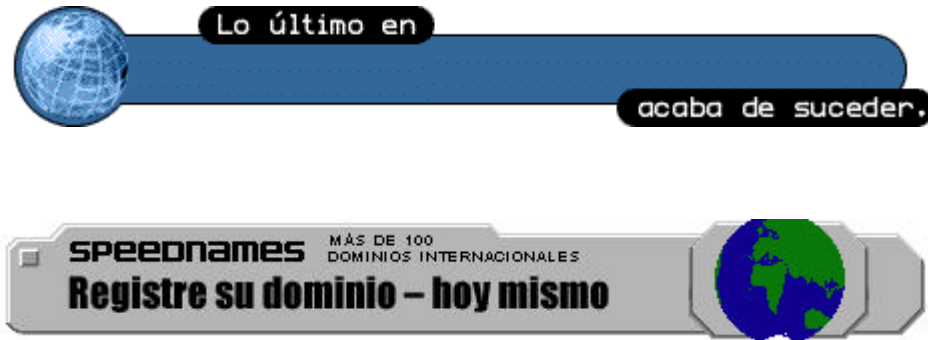 Lo último en
acaba de suceder.
SPEEDNAMES
MÁS DE 100
DOMINIOS INTERNACIONALES
Registre su dominio – hoy mismo